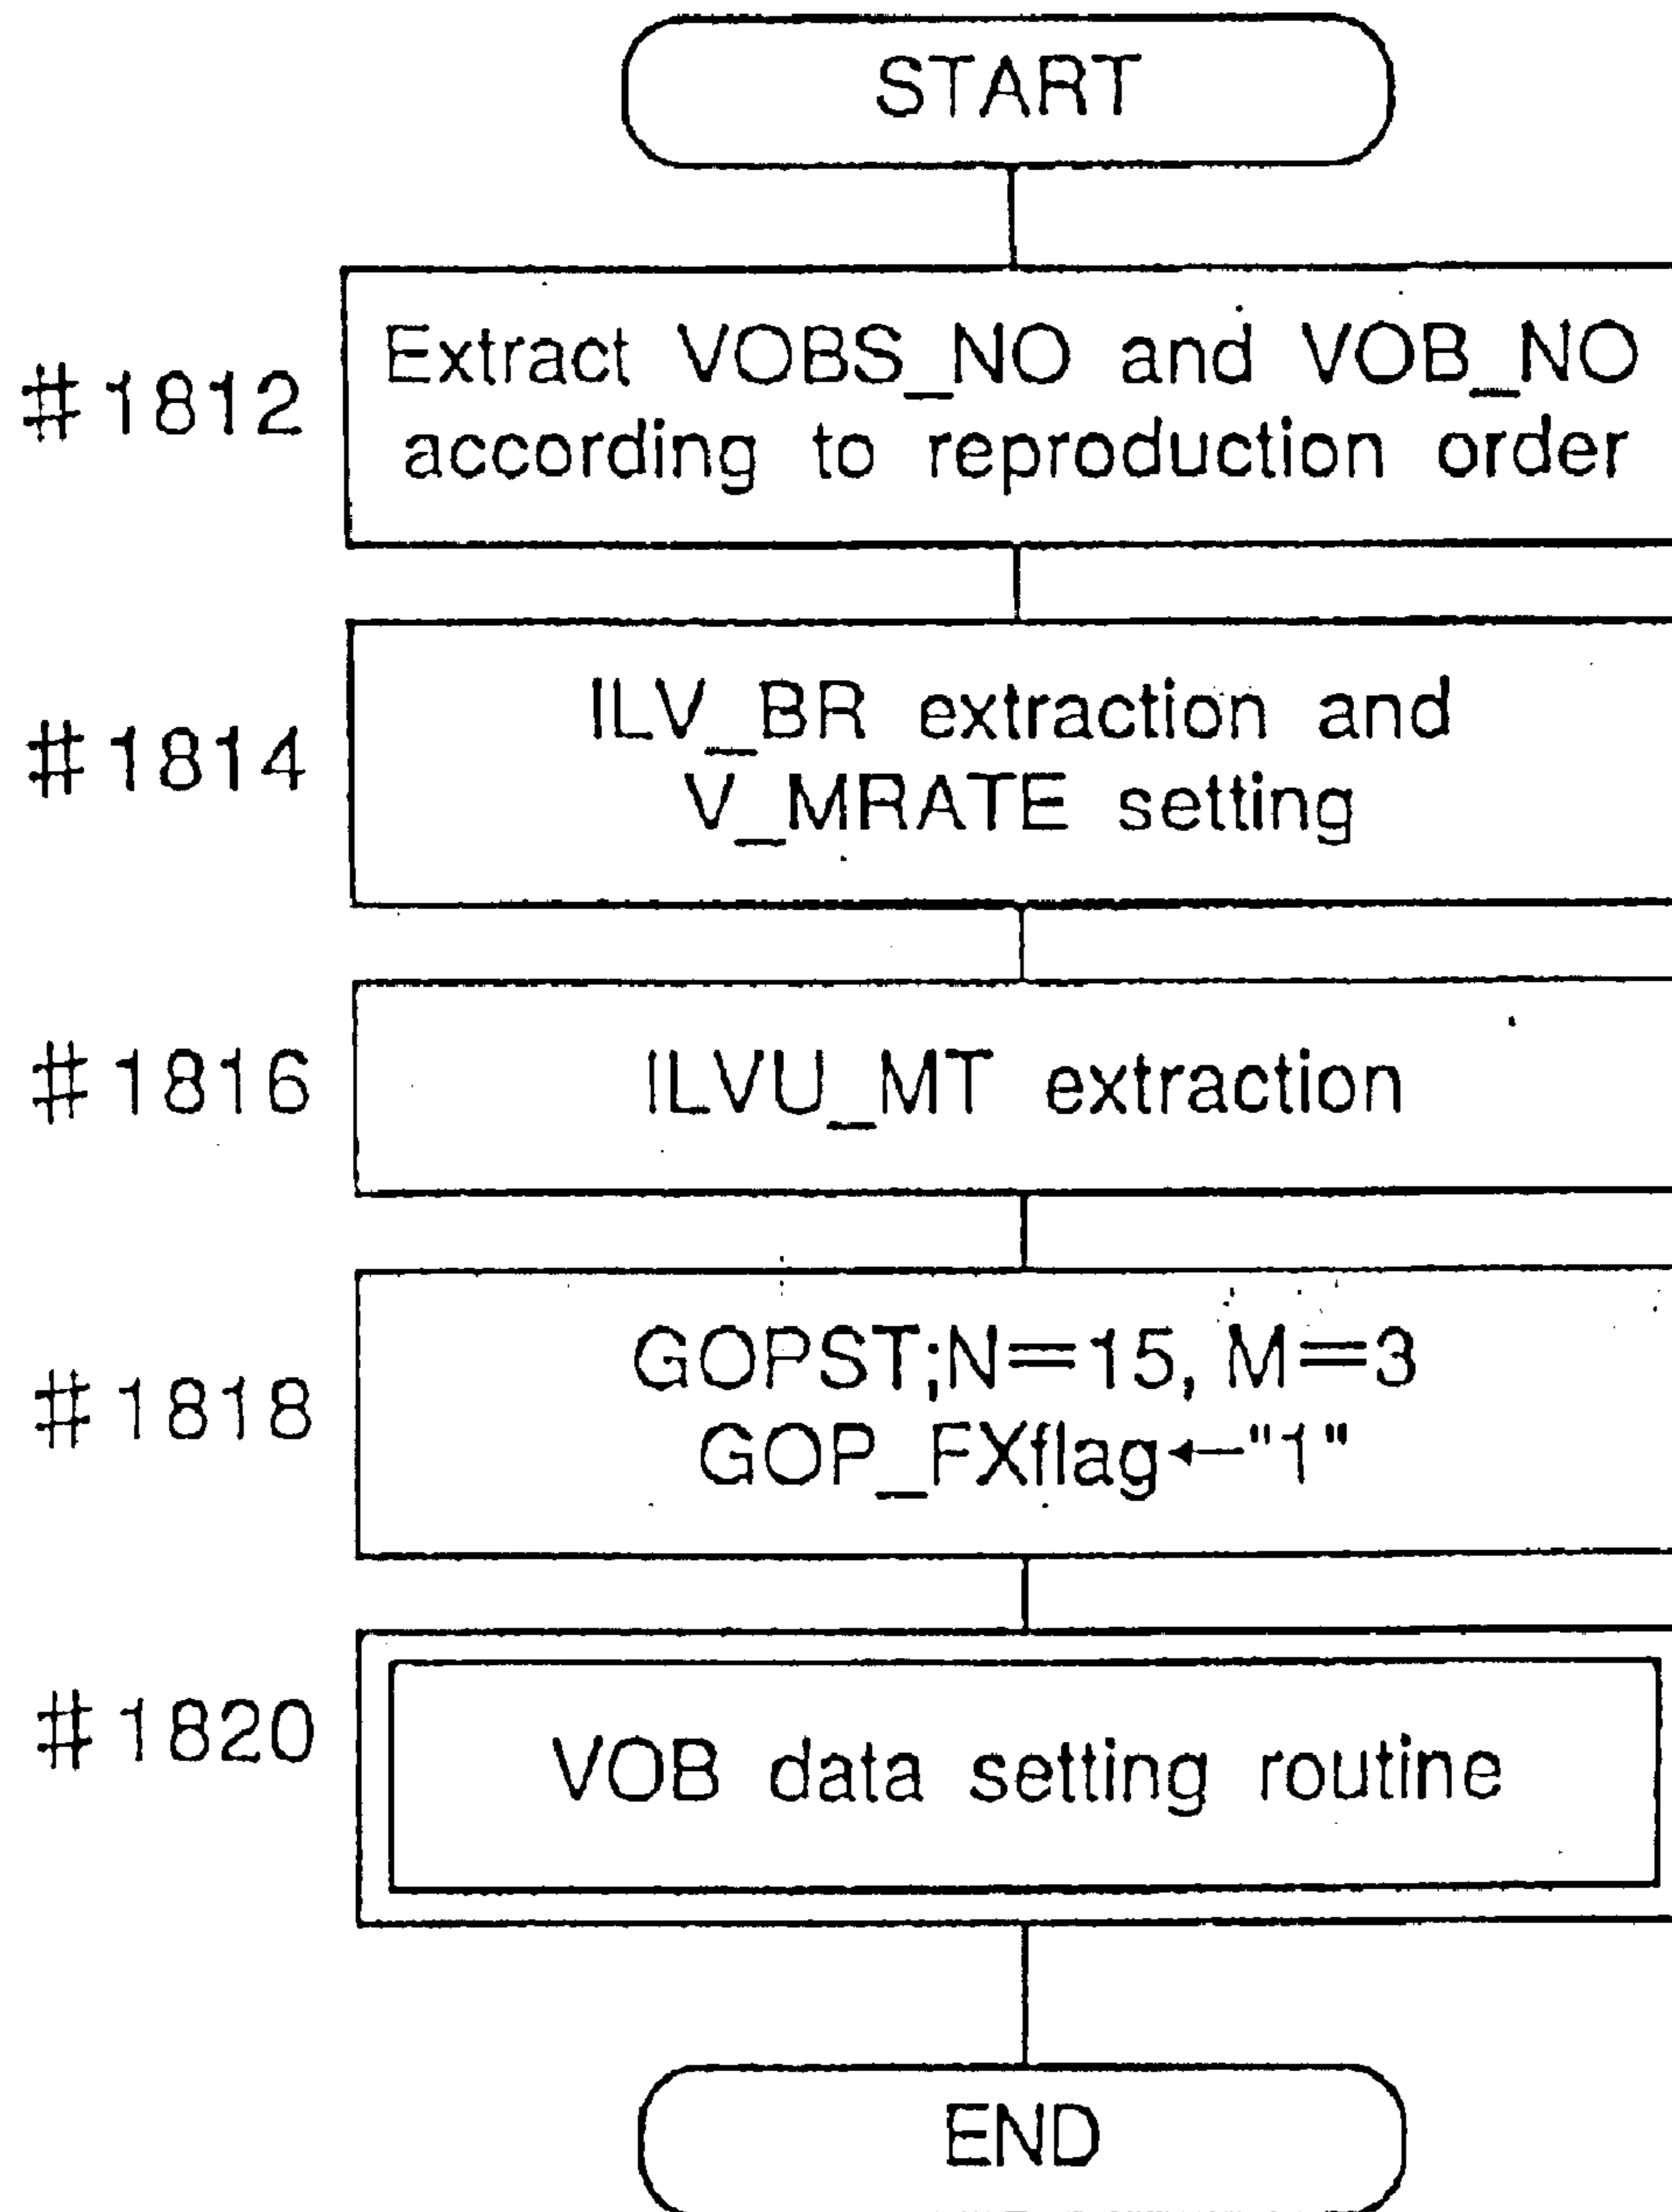 START
#1812
Extract VOBS_NO and VOB_NO
according to reproduction order
#1814
ILV_BR extraction and
V_MRATE setting
#1816
ILVU_MT extraction
#1818
GOPST;N=15, M=3
GOP_FXflag←"1"
#1820
VOB data setting routine
END